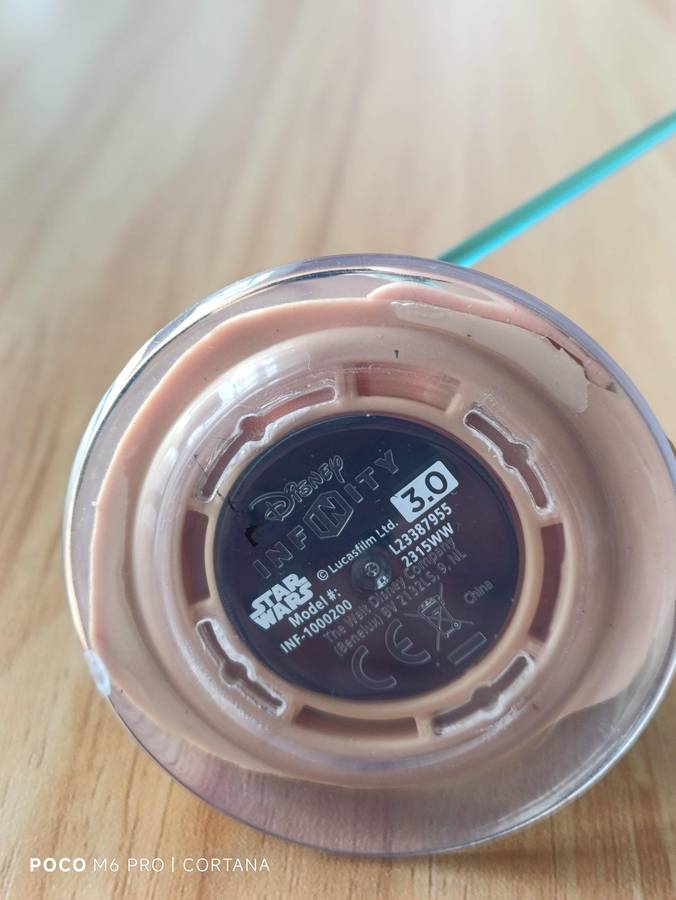 Disney
INFINITY
3.0
STAR
WARS
© Lucasfilm Ltd.
Model #: L23387955
INF-1000200 2315WW
The Walt Disney Company
(Benelux) BV 2132LS, 9, NL
CE
China
POCO M6 PRO | CORTANA